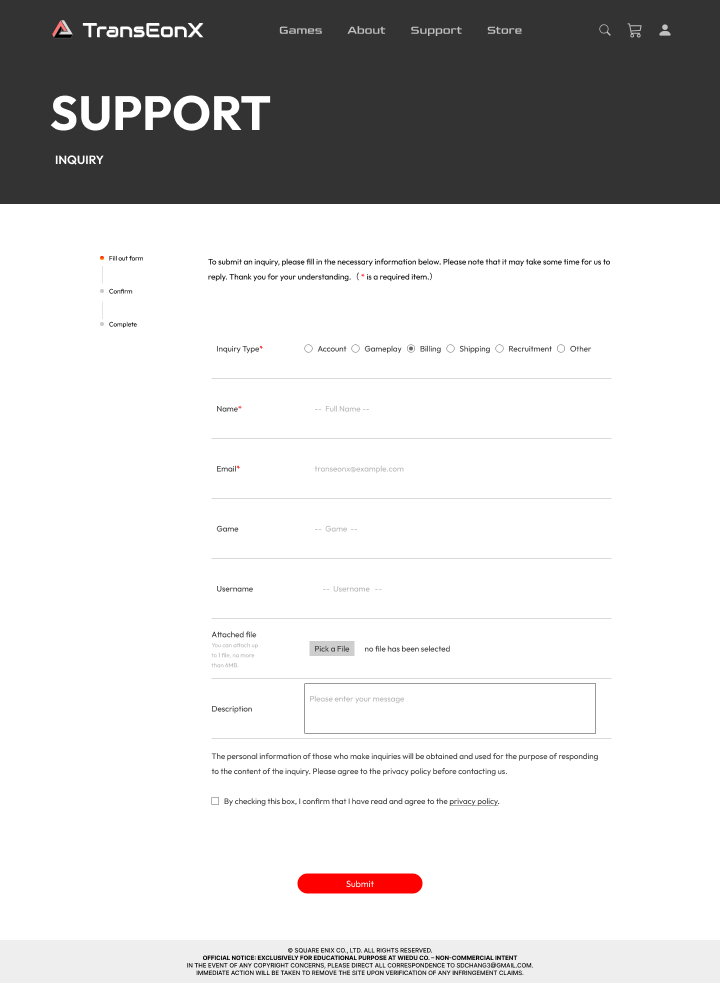 TransEonX
Games About Support Store
SUPPORT
INQUIRY
Fill out form
Confirm
Complete
To submit an inquiry, please fill in the necessary information below. Please note that it may take some time for us to
reply. Thank you for your understanding. ( * is a required item.)
Inquiry Type* Account Gameplay Billing Shipping Recruitment Other
Name* -- Full Name --
Email* transeonx@example.com
Game -- Game --
Username -- Username --
Attached file
You can attach up
to 1 file, no more
than 6MB.
Pick a File no file has been selected
Description
Please enter your message
The personal information of those who make inquiries will be obtained and used for the purpose of responding
to the content of the inquiry. Please agree to the privacy policy before contacting us.
By checking this box, I confirm that I have read and agree to the privacy policy.
Submit
© SQUARE ENIX CO., LTD. ALL RIGHTS RESERVED.
OFFICIAL NOTICE: EXCLUSIVELY FOR EDUCATIONAL PURPOSE AT WIEDU CO. – NON-COMMERCIAL INTENT
IN THE EVENT OF ANY COPYRIGHT CONCERNS, PLEASE DIRECT ALL CORRESPONDENCE TO SDCHANG3@GMAIL.COM.
IMMEDIATE ACTION WILL BE TAKEN TO REMOVE THE SITE UPON VERIFICATION OF ANY INFRINGEMENT CLAIMS.